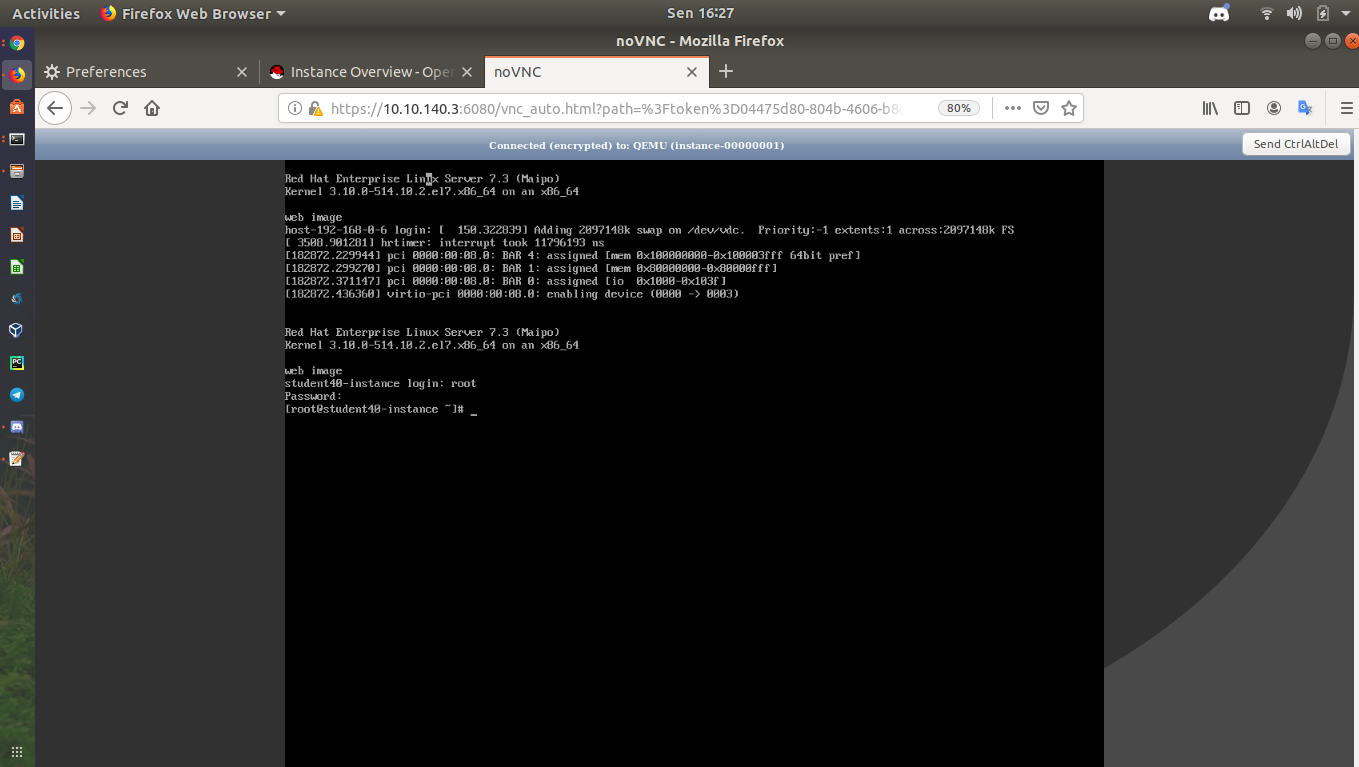 Activities
Firefox Web Browser
Sen 16:27
noVNC - Mozilla Firefox
Preferences
Instance Overview - Oper
noVNC
https://10.10.140.3:6080/vnc_auto.html?path=%3Ftoken%3D04475d80-804b-4606-b8
80%
Connected (encrypted) to: QEMU (instance-00000001)
Send CtrlAltDel
Red Hat Enterprise Linux Server 7.3 (Maipo)
Kernel 3.10.0-514.10.2.el7.x86_64 on an x86_64
web image
host-192-168-0-6 login: [  150.322839] Adding 2097148k swap on /dev/vdc.  Priority:-1 extents:1 across:2097148k FS
[ 3508.901281] hrtimer: interrupt took 11796193 ns
[182872.229944] pci 0000:00:08.0: BAR 4: assigned [mem 0x100000000-0x100003fff 64bit pref]
[182872.299270] pci 0000:00:08.0: BAR 1: assigned [mem 0x80000000-0x80000fff]
[182872.371147] pci 0000:00:08.0: BAR 0: assigned [io  0x1000-0x103f]
[182872.436360] virtio-pci 0000:00:08.0: enabling device (0000 -> 0003)
Red Hat Enterprise Linux Server 7.3 (Maipo)
Kernel 3.10.0-514.10.2.el7.x86_64 on an x86_64
web image
student40-instance login: root
Password:
[root@student40-instance ~]# _